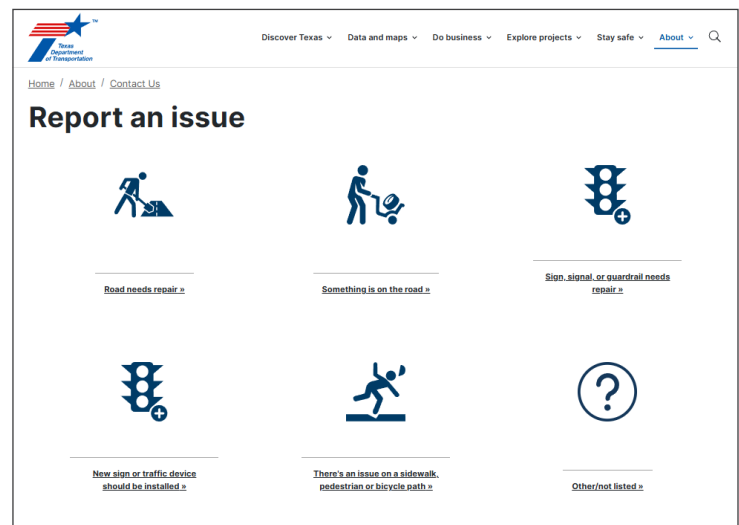 TM
Texas
Department
of Transportation
Discover Texas Data and maps Do business Explore projects Stay safe About
Home / About / Contact Us
Report an issue
Road needs repair »
Something is on the road »
Sign, signal, or guardrail needs
repair »
New sign or traffic device
should be installed »
There's an issue on a sidewalk,
pedestrian or bicycle path »
Other/not listed »